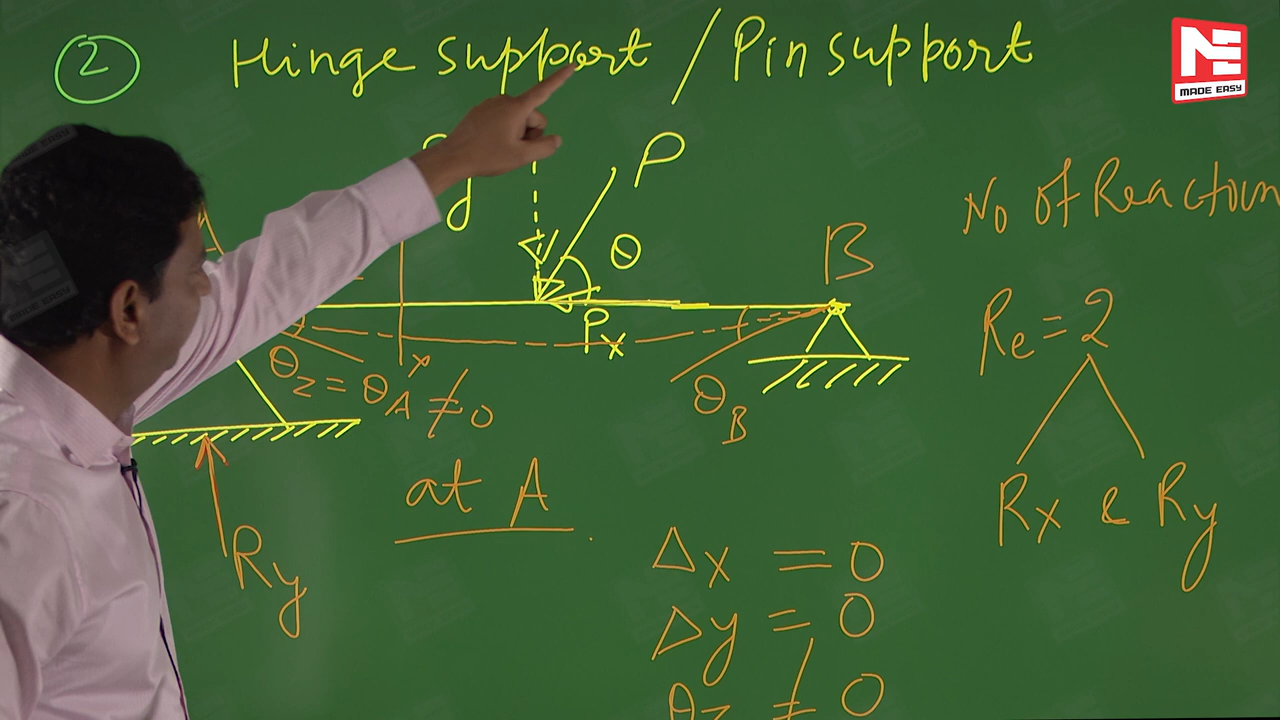 2 Hinge support / Pin support
MADE EASY
P
y
θ
B
A
No of Reaction
Px
Re = 2
θz = θA ≠ 0
θB
at A
Rx & Ry
Ry
Δx = 0
Δy = 0
θz ≠ 0